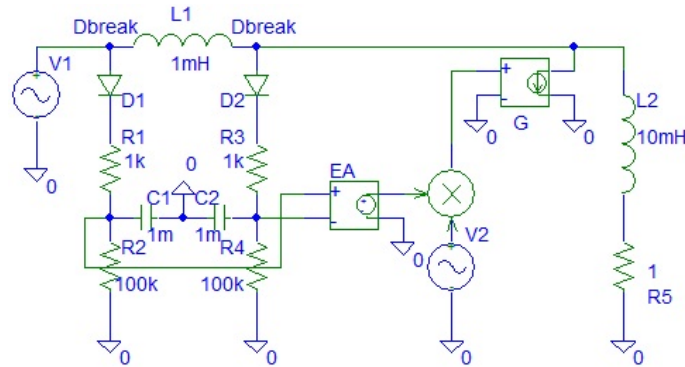 L1
Dbreak
Dbreak
V1
1mH
D1
D2
L2
+
-
+
-
0
0
G
10mH
0
R1
1k
0
R3
1k
EA
C1
C2
+
-
+
-
1m
1m
V2
R2
100k
R4
100k
0
1
R5
0
0
0
0